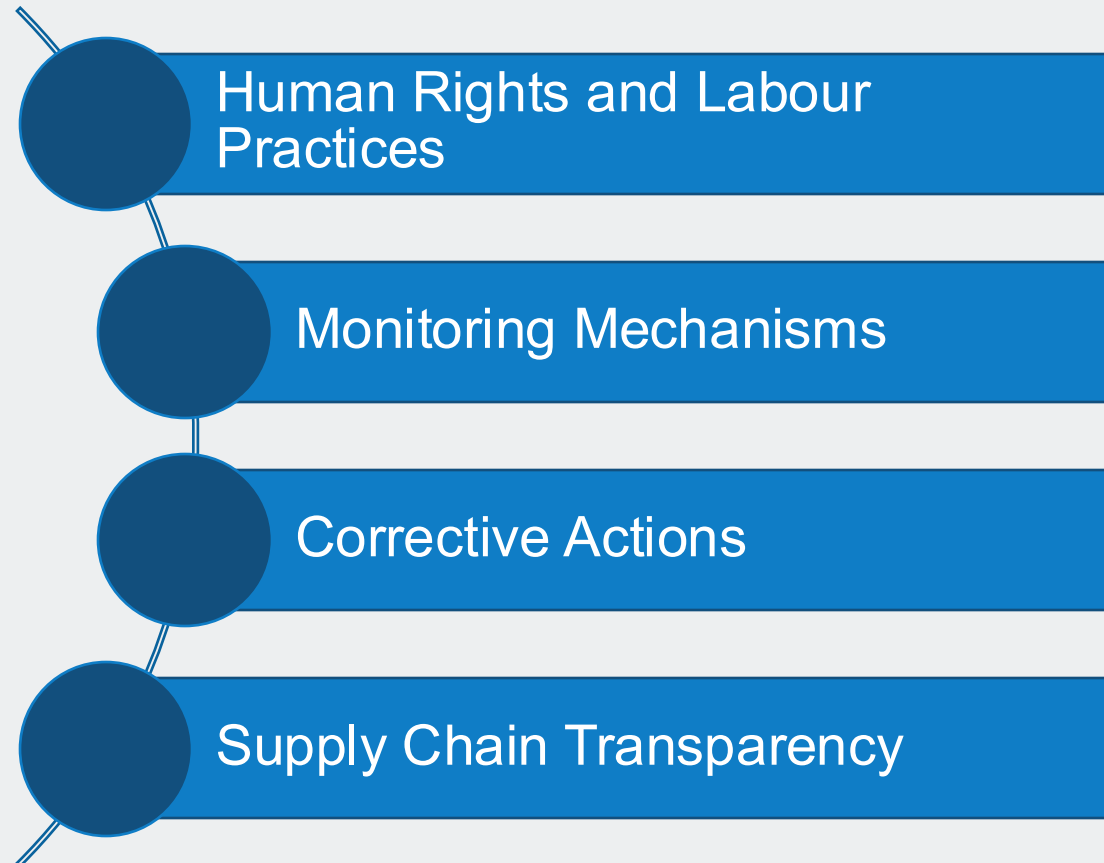 Human Rights and Labour
Practices
Monitoring Mechanisms
Corrective Actions
Supply Chain Transparency